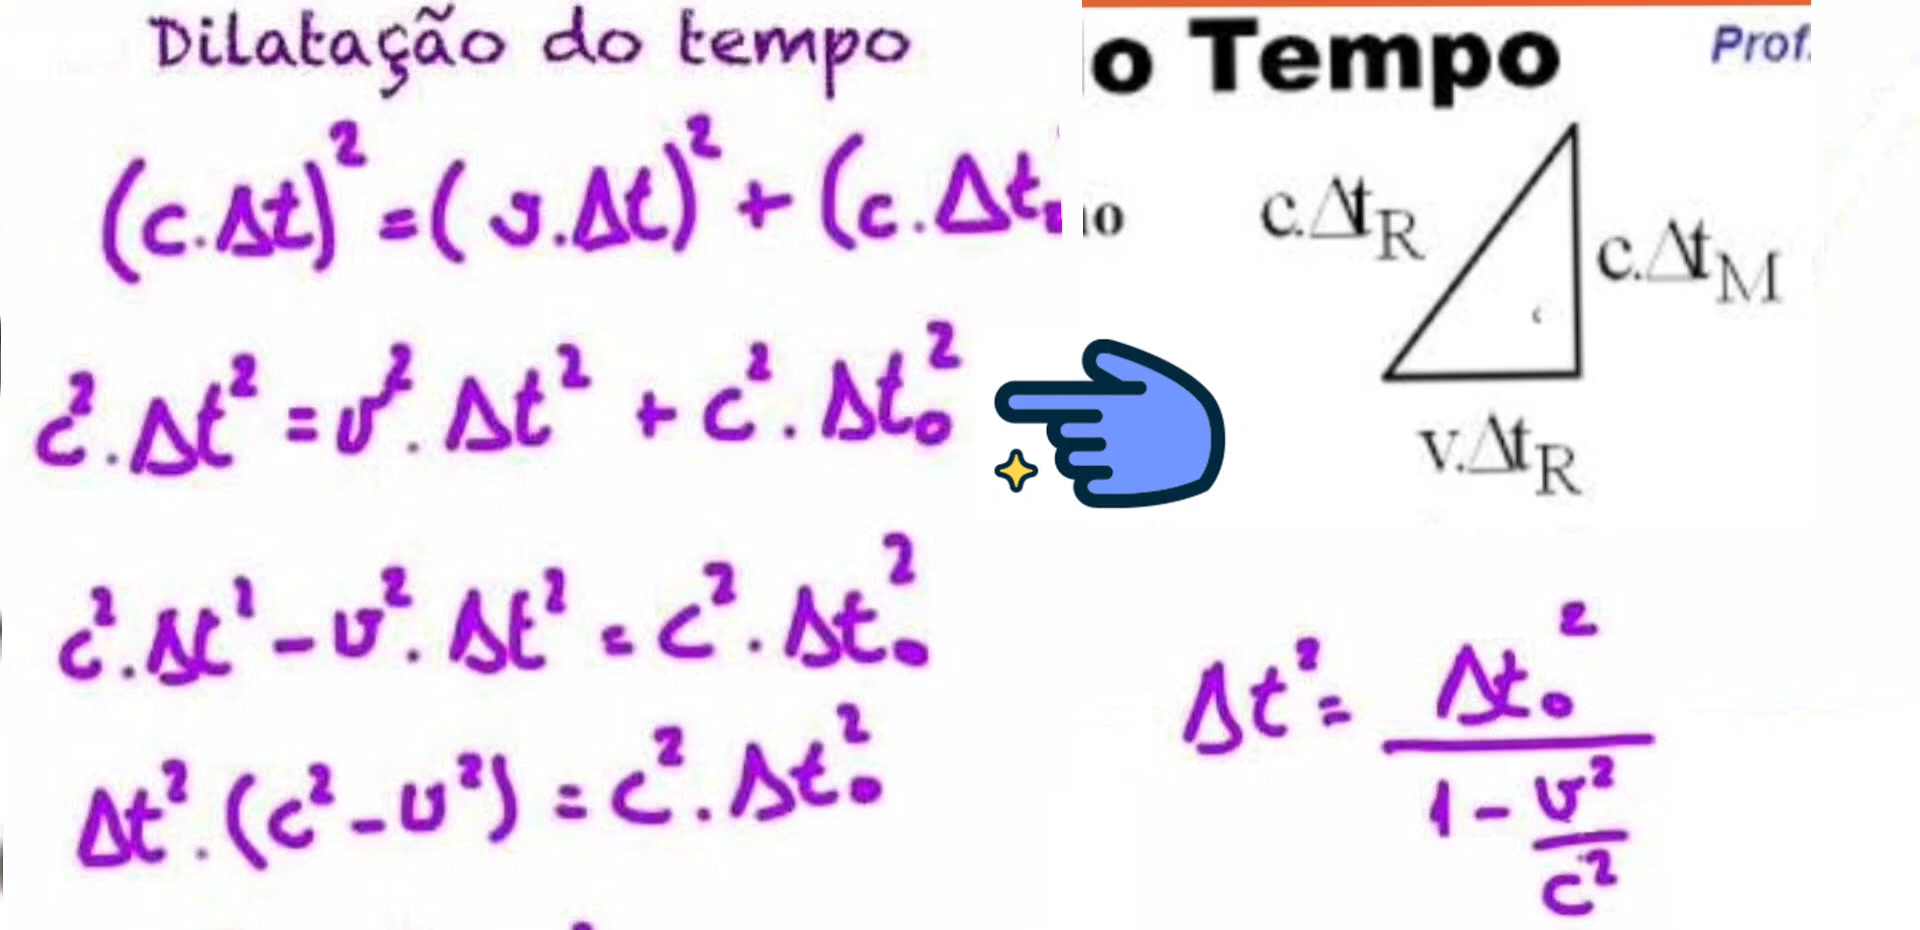 Dilatação do tempo
(c.Δt)² = (v.Δt)² + (c.Δt₀
c².Δt² = v².Δt² + c².Δt₀²
c².Δt² - v².Δt² = c².Δt₀²
Δt².(c² - v²) = c².Δt₀²
o Tempo
Prof.
c.Δt_R
c.Δt_M
v.Δt_R
Δt² = Δt₀² / (1 - v²/c²)